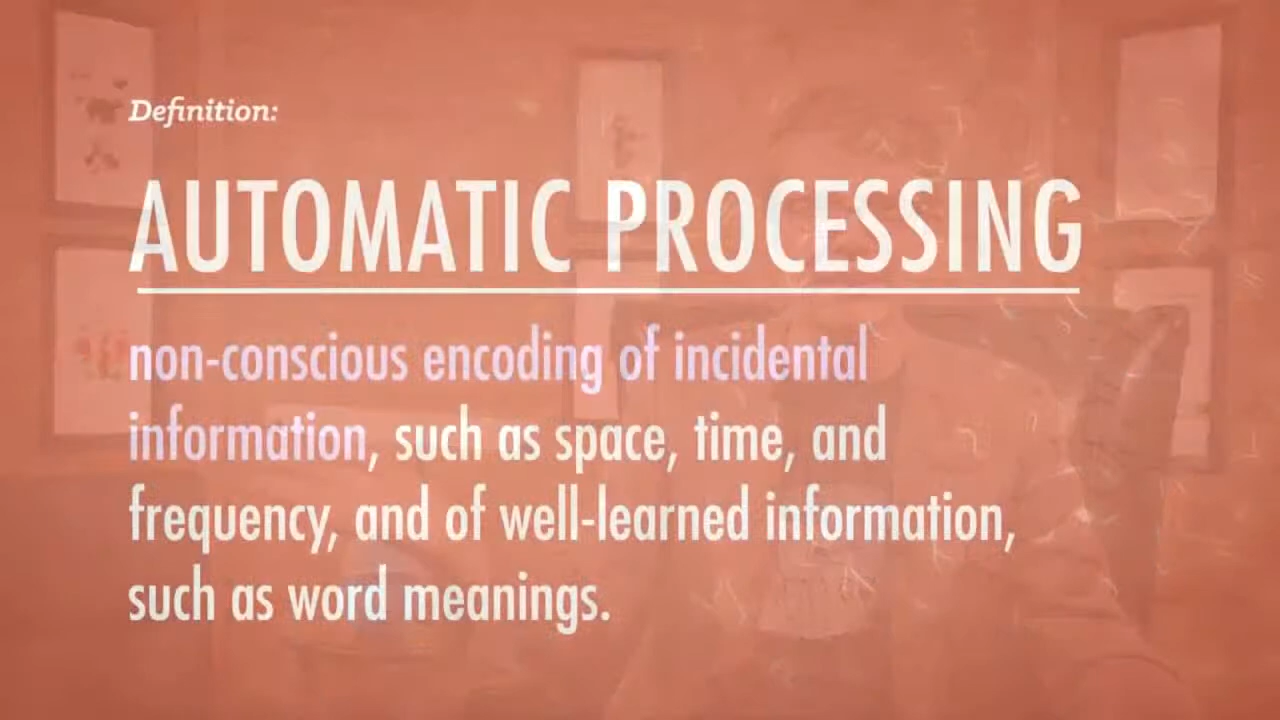 Definition:
AUTOMATIC PROCESSING
non-conscious encoding of incidental
information, such as space, time, and
frequency, and of well-learned information,
such as word meanings.